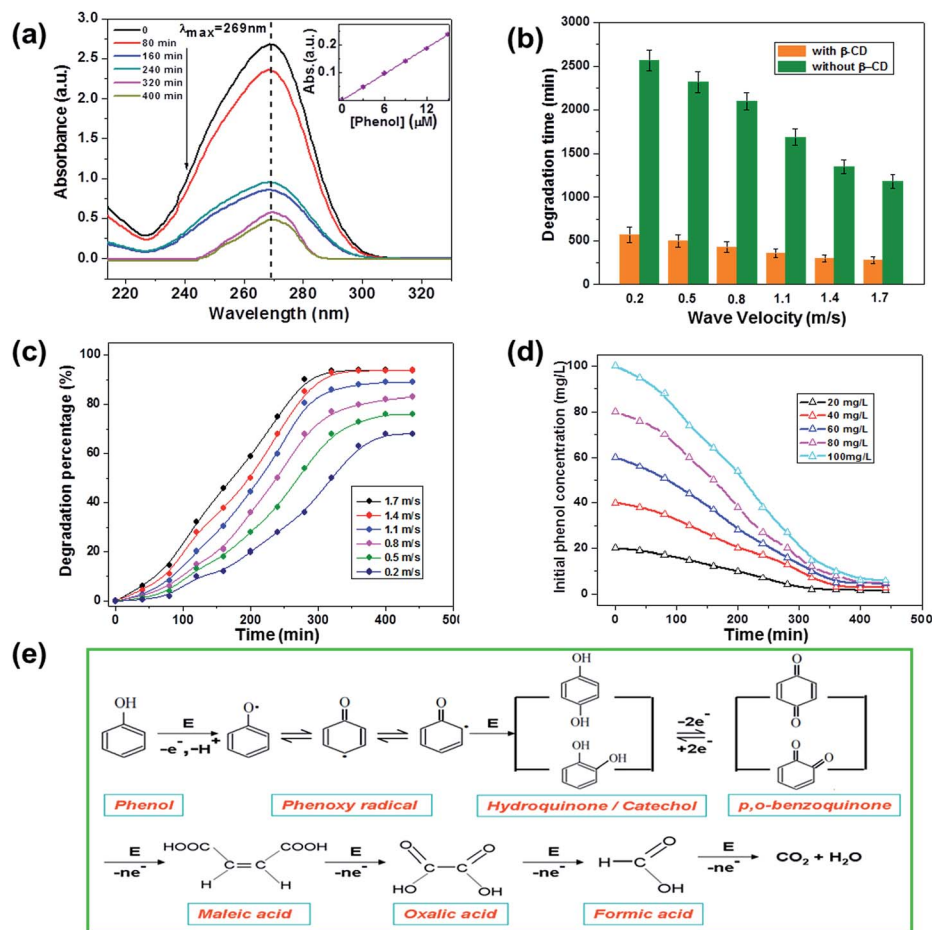 (a)
λmax=269nm
0
80 min
160 min
240 min
320 min
400 min
Absorbance (a.u.)
3.0
2.5
2.0
1.5
1.0
0.5
0.0
220 240 260 280 300 320
Wavelength (nm)
Abs.(a.u.)
0.2
0.1
0 6 12
[Phenol] (μM)
(b)
with β-CD
without β-CD
Degradation time (min)
3000
2500
2000
1500
1000
500
0
0.2 0.5 0.8 1.1 1.4 1.7
Wave Velocity (m/s)
(c)
Degradation percentage (%)
100
80
60
40
20
0
1.7 m/s
1.4 m/s
1.1 m/s
0.8 m/s
0.5 m/s
0.2 m/s
0 100 200 300 400 500
Time (min)
(d)
Initial phenol concentration (mg/L)
100
80
60
40
20
0
20 mg/L
40 mg/L
60 mg/L
80 mg/L
100mg/L
0 100 200 300 400 500
Time (min)
(e)
OH
E
–e⁻,–H⁺
O•
O
•
O
•
E
OH
OH
OH
OH
–2e⁻
+2e⁻
O
O
O
O
Phenol
Phenoxy radical
Hydroquinone / Catechol
p,o-benzoquinone
E
-ne⁻
HOOC COOH
H H
E
-ne⁻
O O
HO OH
E
-ne⁻
H C O
OH
E
-ne⁻
CO₂ + H₂O
Maleic acid
Oxalic acid
Formic acid